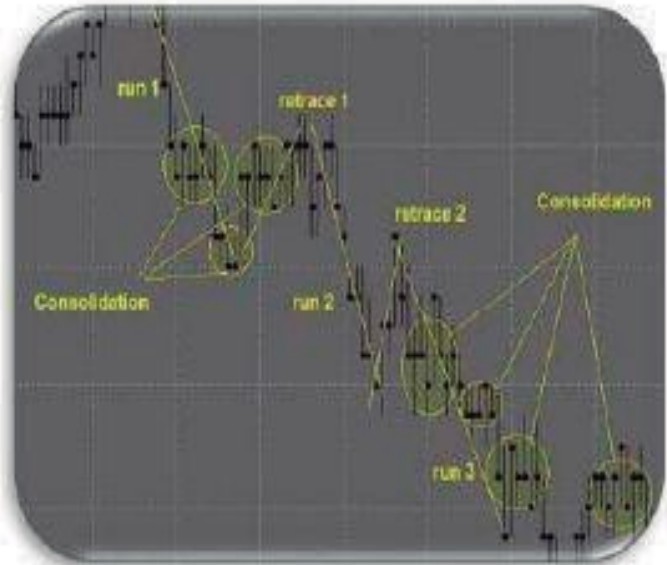 run 1
retrace 1
Consolidation
retrace 2
Consolidation
run 2
run 3